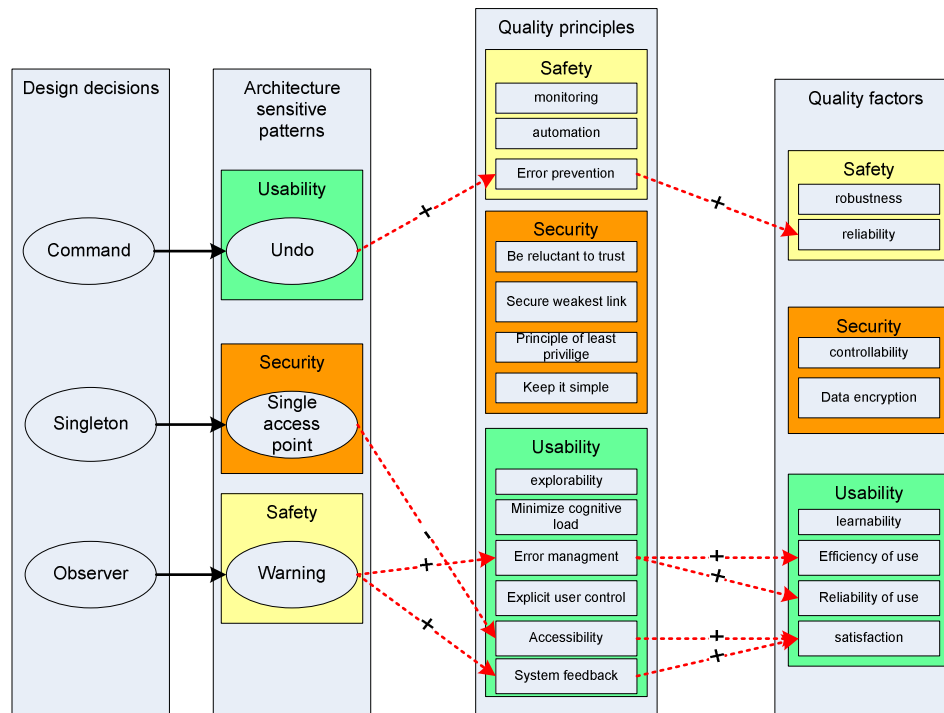 Design decisions
Command
Singleton
Observer
Architecture
sensitive
patterns
Usability
Undo
Security
Single
access
point
Safety
Warning
Quality principles
Safety
monitoring
automation
Error prevention
Security
Be reluctant to trust
Secure weakest link
Principle of least
privilige
Keep it simple
Usability
explorability
Minimize cognitive
load
Error managment
Explicit user control
Accessibility
System feedback
Quality factors
Safety
robustness
reliability
Security
controllability
Data encryption
Usability
learnability
Efficiency of use
Reliability of use
satisfaction
+
+
-
+
+
+
+
+
+